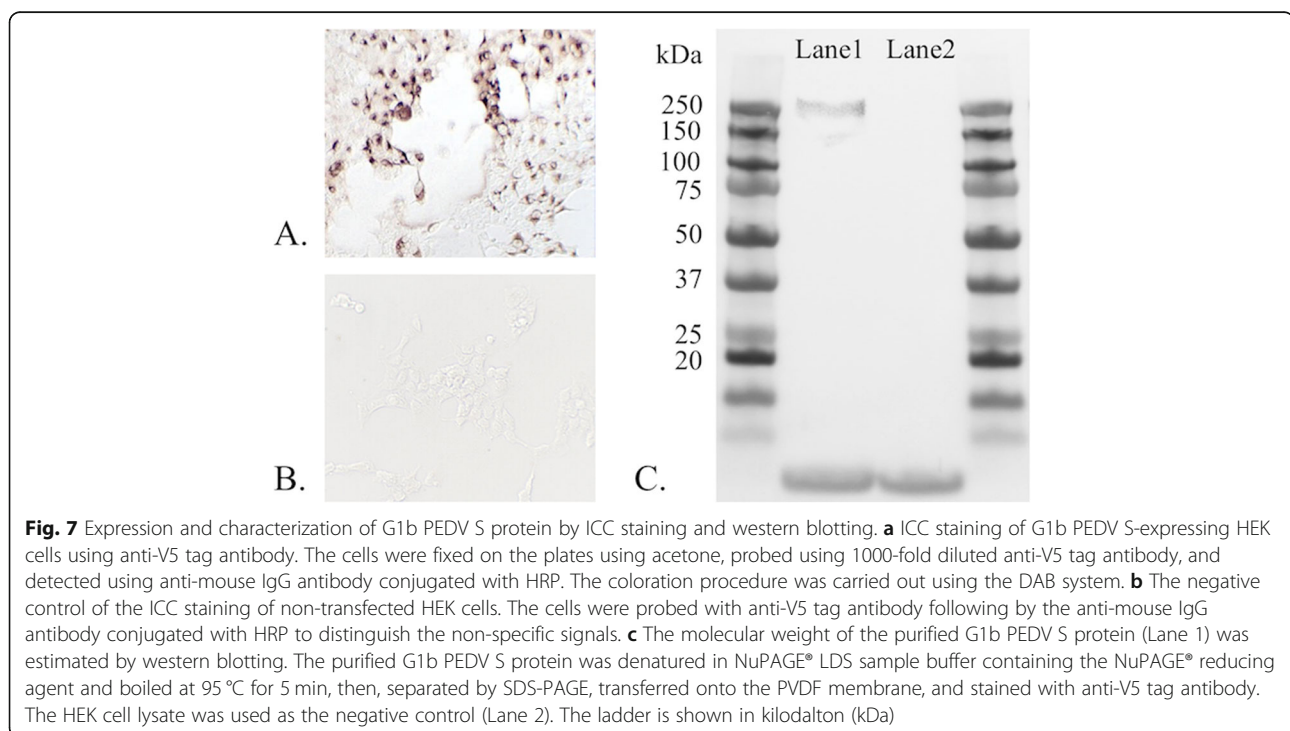 kDa Lane1 Lane2
250
150
100
75
50
37
25
20
A.
B.
C.
Fig. 7 Expression and characterization of G1b PEDV S protein by ICC staining and western blotting. a ICC staining of G1b PEDV S-expressing HEK
cells using anti-V5 tag antibody. The cells were fixed on the plates using acetone, probed using 1000-fold diluted anti-V5 tag antibody, and
detected using anti-mouse IgG antibody conjugated with HRP. The coloration procedure was carried out using the DAB system. b The negative
control of the ICC staining of non-transfected HEK cells. The cells were probed with anti-V5 tag antibody following by the anti-mouse IgG
antibody conjugated with HRP to distinguish the non-specific signals. c The molecular weight of the purified G1b PEDV S protein (Lane 1) was
estimated by western blotting. The purified G1b PEDV S protein was denatured in NuPAGE® LDS sample buffer containing the NuPAGE® reducing
agent and boiled at 95 °C for 5 min, then, separated by SDS-PAGE, transferred onto the PVDF membrane, and stained with anti-V5 tag antibody.
The HEK cell lysate was used as the negative control (Lane 2). The ladder is shown in kilodalton (kDa)